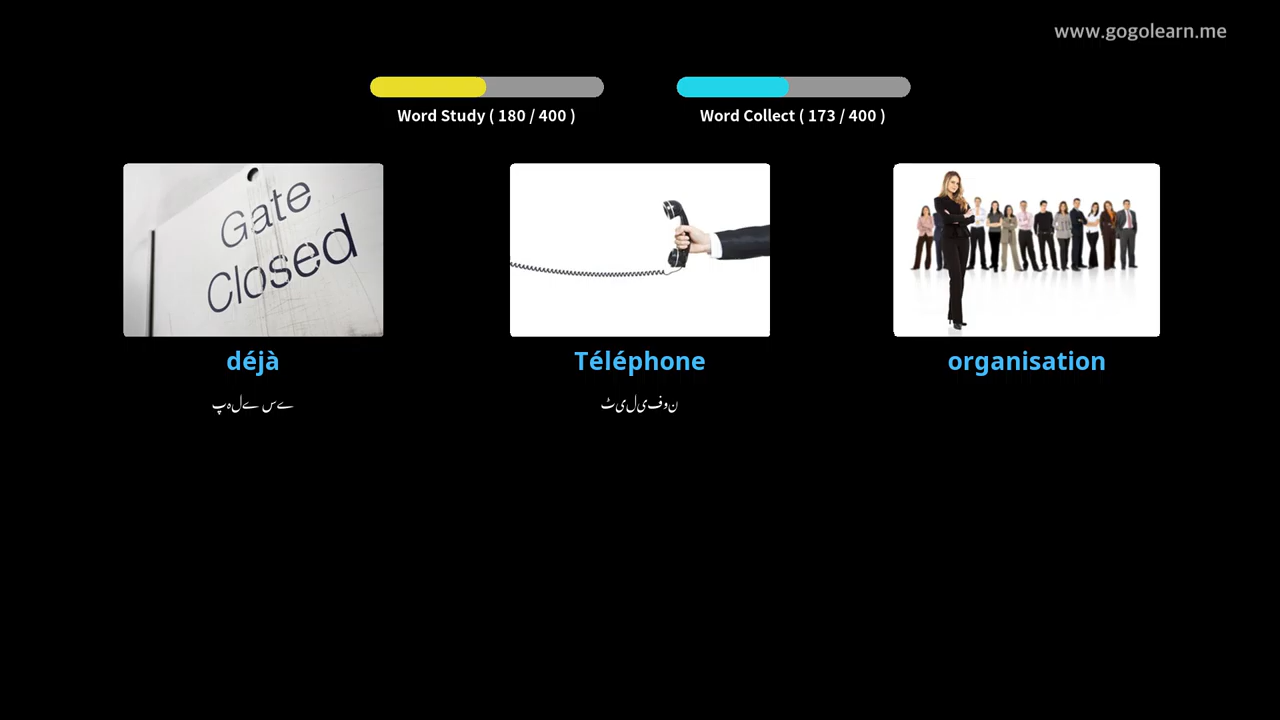 www.gogolearn.me
Word Study ( 180 / 400 )
Word Collect ( 173 / 400 )
Gate
Closed
déjà
Téléphone
organisation
پہلے سے
ٹیلیفون